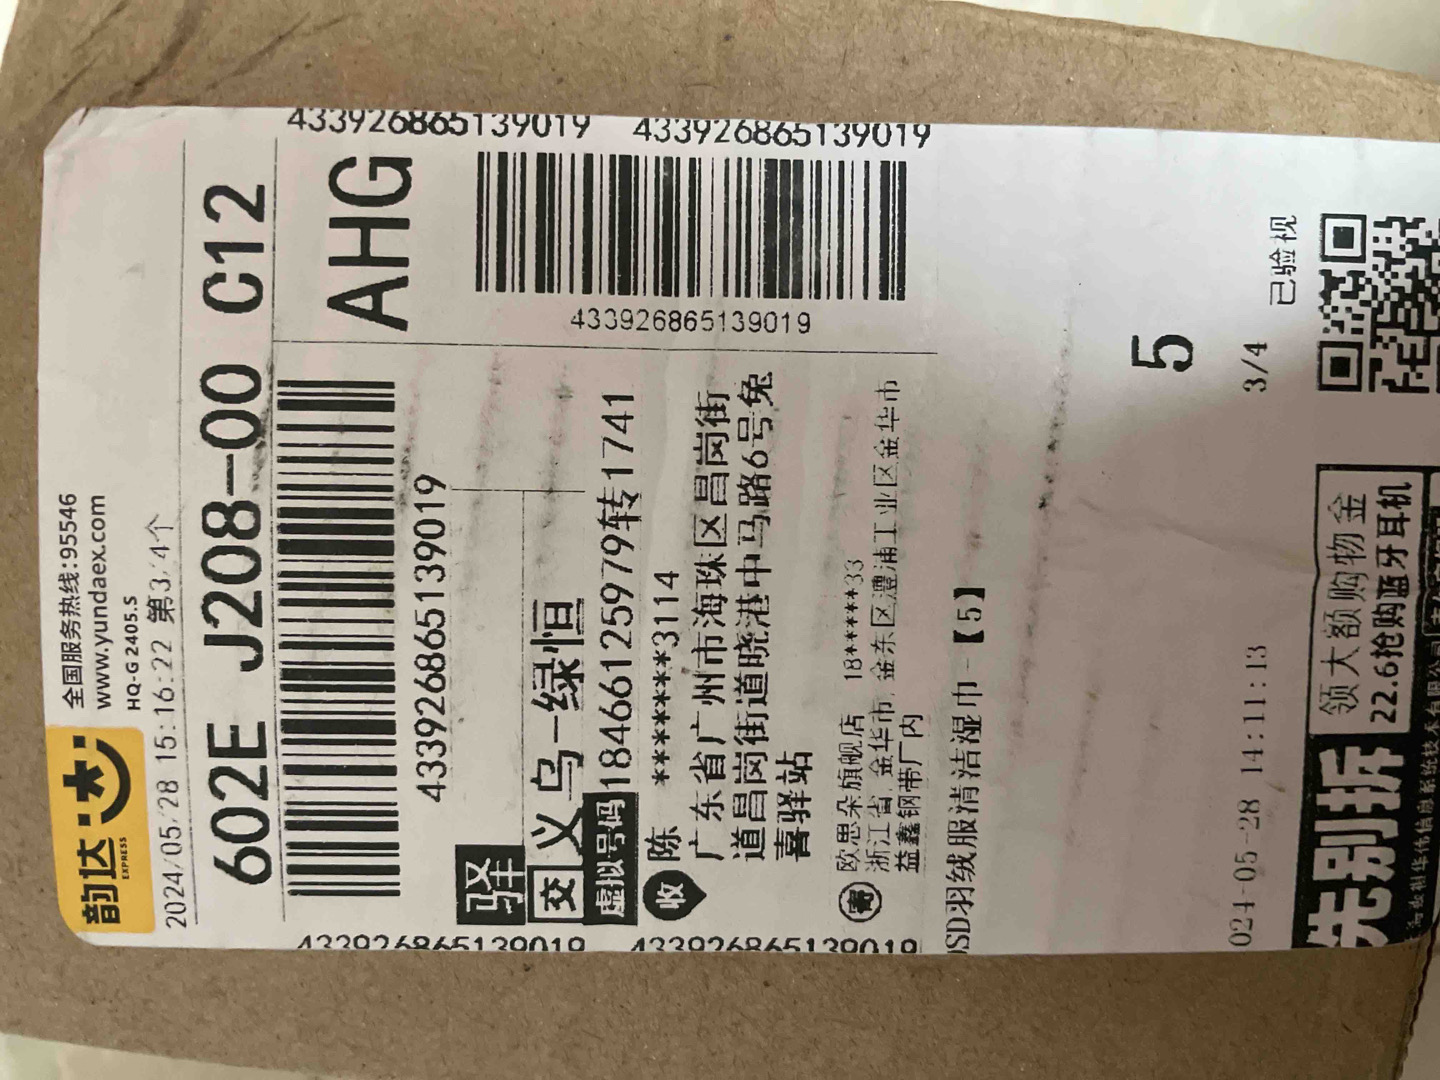 韵达
EXPRESS
全国服务热线:95546
www.yundaex.com
HQ-G 2405.S
2024/05/28 15:16:22 第3/4个
602E J208-00 C12
433926865139019
433926865139019
AHG
433926865139019
433926865139019
驿
交 义乌-绿恒
虚拟号码 18466125979转1741
收 陈 *******3114
广东省广州市海珠区昌岗街
道昌岗街道晓港中马路6号兔
喜驿站
寄 欧思朵旗舰店 18*****33
浙江省 金华市 金东区澧浦工业区金华市
益鑫钢带厂内
433926865139019
433926865139019
OSD羽绒服清洁湿巾-【5】
5
3/4
已验视
024-05-28 14:11:13
先别拆
领大额购物金
22.6抢购蓝牙耳机